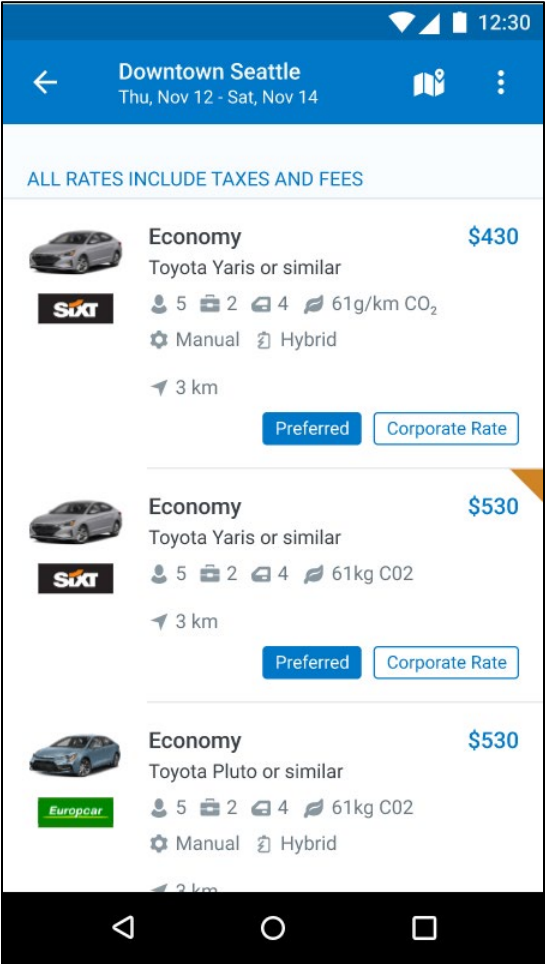 12:30
Downtown Seattle
Thu, Nov 12 - Sat, Nov 14
ALL RATES INCLUDE TAXES AND FEES
Economy $430
Toyota Yaris or similar
SIXT 5 2 4 61g/km CO₂
Manual Hybrid
3 km
Preferred Corporate Rate
Economy $530
Toyota Yaris or similar
SIXT 5 2 4 61kg C02
3 km
Preferred Corporate Rate
Economy $530
Toyota Pluto or similar
Europcar 5 2 4 61kg C02
Manual Hybrid
3 km